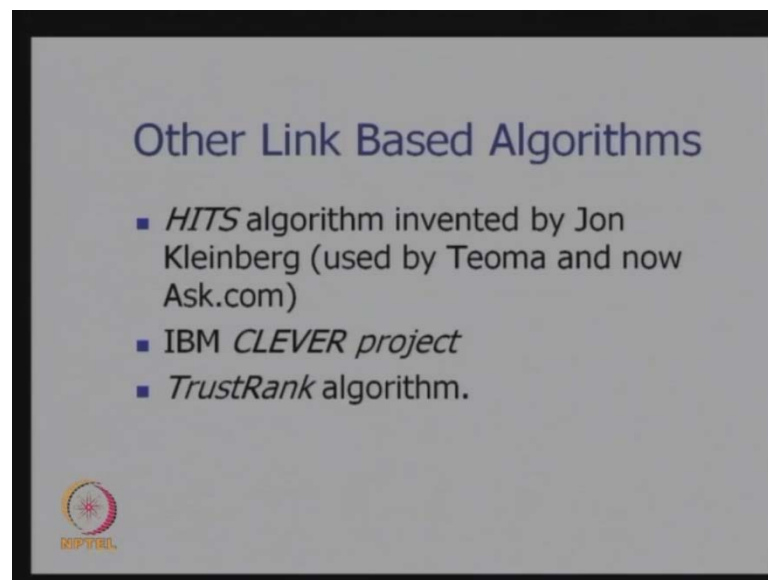 Other Link Based Algorithms
HITS algorithm invented by Jon
Kleinberg (used by Teoma and now
Ask.com)
IBM CLEVER project
TrustRank algorithm.
NPTEL